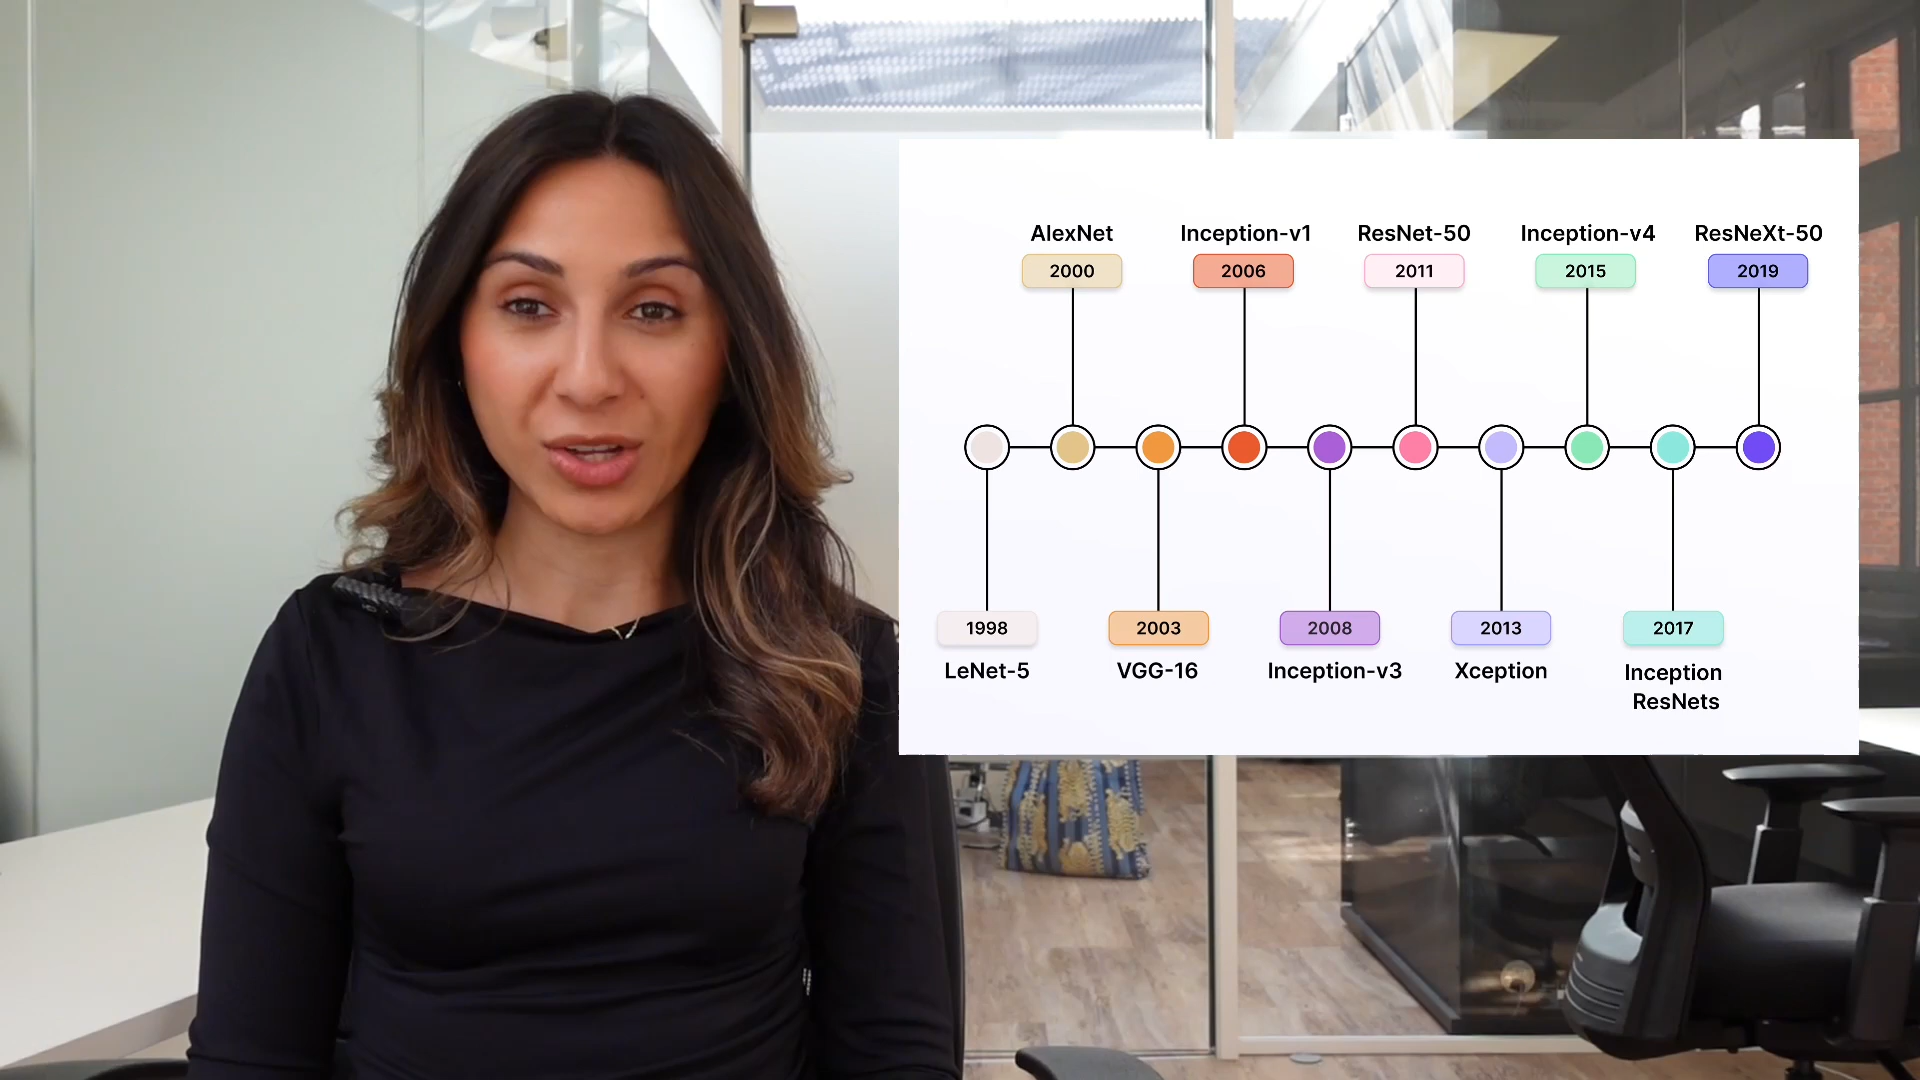 AlexNet
2000
Inception-v1
2006
ResNet-50
2011
Inception-v4
2015
ResNeXt-50
2019
1998
LeNet-5
2003
VGG-16
2008
Inception-v3
2013
Xception
2017
Inception
ResNets